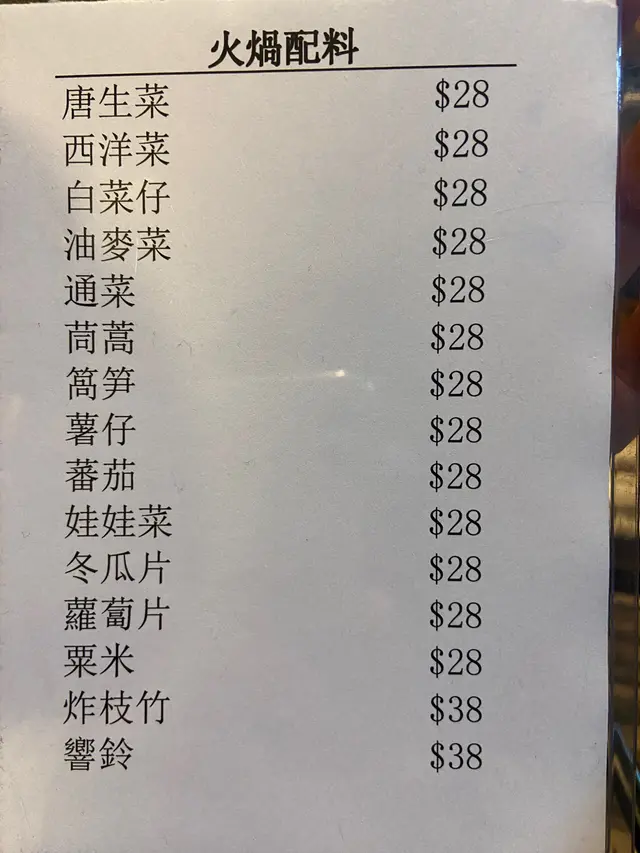 火煱配料
唐生菜 $28
西洋菜 $28
白菜仔 $28
油麥菜 $28
通菜 $28
茼蒿 $28
篙笋 $28
薯仔 $28
蕃茄 $28
娃娃菜 $28
冬瓜片 $28
蘿蔔片 $28
粟米 $28
炸枝竹 $38
響鈴 $38